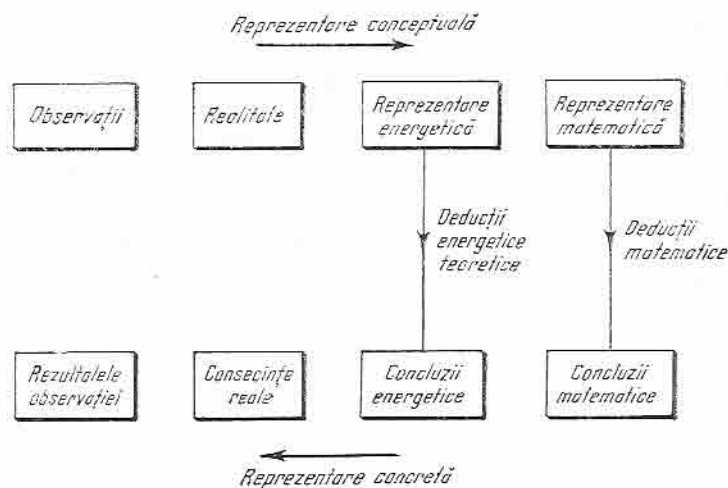 Reprezentare conceptuală
Observații
Realitate
Reprezentare
energetică
Reprezentare
matematică
Deducții
energetice
teoretice
Deducții
matematice
Rezultatele
observației
Consecințe
reale
Concluzii
energetice
Concluzii
matematice
Reprezentare concretă